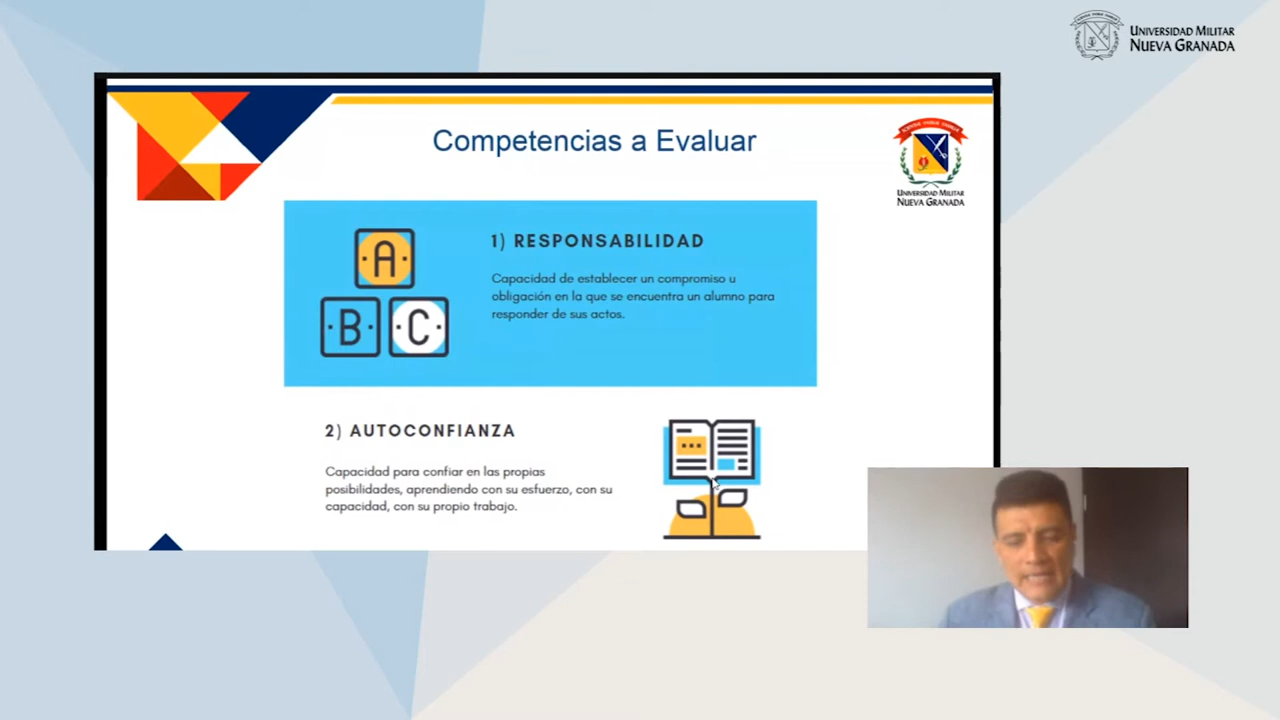 UNIVERSIDAD MILITAR
NUEVA GRANADA
Competencias a Evaluar
UNIVERSIDAD MILITAR
NUEVA GRANADA
1) RESPONSABILIDAD
Capacidad de establecer un compromiso u
obligación en la que se encuentra un alumno para
responder de sus actos.
A
B C
2) AUTOCONFIANZA
Capacidad para confiar en las propias
posibilidades, aprendiendo con su esfuerzo, con su
capacidad, con su propio trabajo.